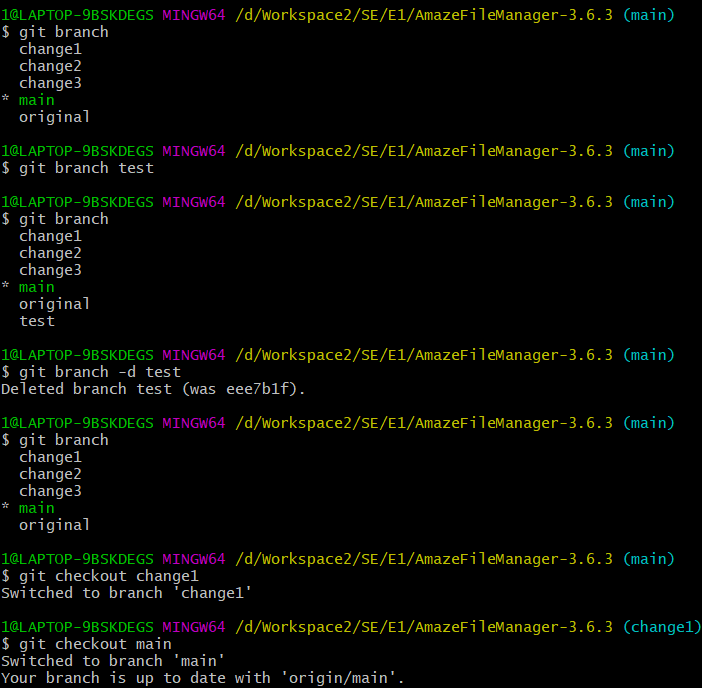 1@LAPTOP-9BSKDEGS MINGW64 /d/Workspace2/SE/E1/AmazeFileManager-3.6.3 (main)
$ git branch
  change1
  change2
  change3
* main
  original

1@LAPTOP-9BSKDEGS MINGW64 /d/Workspace2/SE/E1/AmazeFileManager-3.6.3 (main)
$ git branch test

1@LAPTOP-9BSKDEGS MINGW64 /d/Workspace2/SE/E1/AmazeFileManager-3.6.3 (main)
$ git branch
  change1
  change2
  change3
* main
  original
  test

1@LAPTOP-9BSKDEGS MINGW64 /d/Workspace2/SE/E1/AmazeFileManager-3.6.3 (main)
$ git branch -d test
Deleted branch test (was eee7b1f).

1@LAPTOP-9BSKDEGS MINGW64 /d/Workspace2/SE/E1/AmazeFileManager-3.6.3 (main)
$ git branch
  change1
  change2
  change3
* main
  original

1@LAPTOP-9BSKDEGS MINGW64 /d/Workspace2/SE/E1/AmazeFileManager-3.6.3 (main)
$ git checkout change1
Switched to branch 'change1'

1@LAPTOP-9BSKDEGS MINGW64 /d/Workspace2/SE/E1/AmazeFileManager-3.6.3 (change1)
$ git checkout main
Switched to branch 'main'
Your branch is up to date with 'origin/main'.